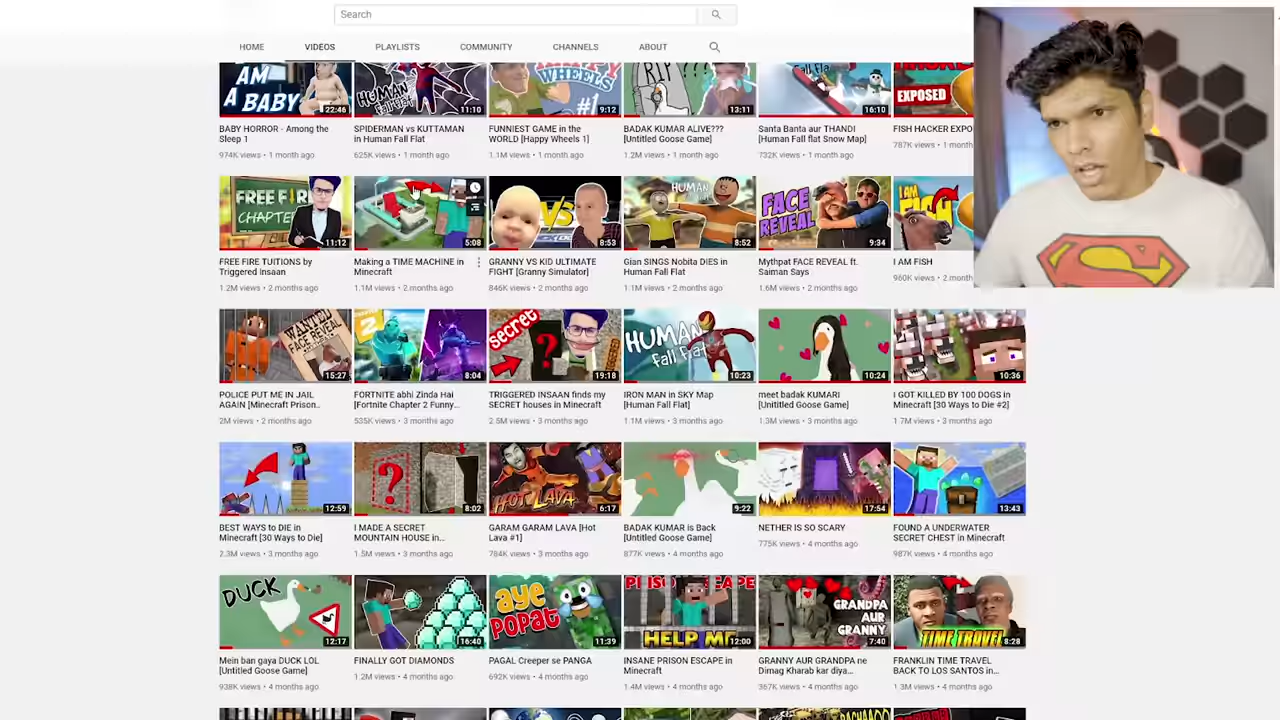 Search
HOME VIDEOS PLAYLISTS COMMUNITY CHANNELS ABOUT
AM
A BABY
22:46
HUMAN
11:10
WHEELS
#1
9:12
RIP
???
13:11
Fall Fla
16:10
EXPOSED
BABY HORROR - Among the
Sleep 1
974K views • 1 month ago
SPIDERMAN vs KUTTAMAN
in Human Fall Flat
625K views • 1 month ago
FUNNIEST GAME in the
WORLD [Happy Wheels 1]
1.1M views • 1 month ago
BADAK KUMAR ALIVE???
[Untitled Goose Game]
1.2M views • 1 month ago
Santa Banta aur THANDI
[Human Fall flat Snow Map]
732K views • 1 month ago
FISH HACKER EXPO
787K views • 1 month
FREE FIRE
CHAPTE
11:12
5:08
VS
8:53
HUMAN
8:52
FACE
REVEAL
9:34
I AM
FISH
FREE FIRE TUITIONS by
Triggered Insaan
1.2M views • 2 months ago
Making a TIME MACHINE in
Minecraft
1.1M views • 2 months ago
GRANNY VS KID ULTIMATE
FIGHT [Granny Simulator]
846K views • 2 months ago
Gian SINGS Nobita DIES in
Human Fall Flat
1.1M views • 2 months ago
Mythpat FACE REVEAL ft.
Saiman Says
1.6M views • 2 months ago
I AM FISH
960K views • 2 month
WANTED
FACE REVEAL
15:27
2
8:04
Secret
?
19:18
HUMAN
fall flat
10:23
10:24
10:36
POLICE PUT ME IN JAIL
AGAIN [Minecraft Prison..
2M views • 2 months ago
FORTNITE abhi Zinda Hai
[Fortnite Chapter 2 Funny...
535K views • 3 months ago
TRIGGERED INSAAN finds my
SECRET houses in Minecraft
2.5M views • 3 months ago
IRON MAN in SKY Map
[Human Fall Flat]
1.1M views • 3 months ago
meet badak KUMARI
[Unititled Goose Game]
1.3M views • 3 months ago
I GOT KILLED BY 100 DOGS in
Minecraft [30 Ways to Die #2]
1.7M views • 3 months ago
12:59
?
8:02
HOT LAVA
6:17
9:22
17:54
13:43
BEST WAYS to DIE in
Minecraft [30 Ways to Die]
2.3M views • 3 months ago
I MADE A SECRET
MOUNTAIN HOUSE in...
1.5M views • 3 months ago
GARAM GARAM LAVA [Hot
Lava #1]
784K views • 3 months ago
BADAK KUMAR is Back
[Untitled Goose Game]
877K views • 4 months ago
NETHER IS SO SCARY
775K views • 4 months ago
FOUND A UNDERWATER
SECRET CHEST in Minecraft
987K views • 4 months ago
DUCK
12:17
16:40
aye
POPAT
11:39
PRISON ESCAPE
HELP ME
12:00
GRANDPA
AUR
GRANNY
7:40
TIME TRAVEL
8:28
Mein ban gaya DUCK LOL
[Untitled Goose Game]
938K views • 4 months ago
FINALLY GOT DIAMONDS
1.2M views • 4 months ago
PAGAL Creeper se PANGA
692K views • 4 months ago
INSANE PRISON ESCAPE in
Minecraft
1.4M views • 4 months ago
GRANNY AUR GRANDPA ne
Dimag Kharab kar diya...
367K views • 4 months ago
FRANKLIN TIME TRAVEL
BACK TO LOS SANTOS in...
1.3M views • 4 months ago